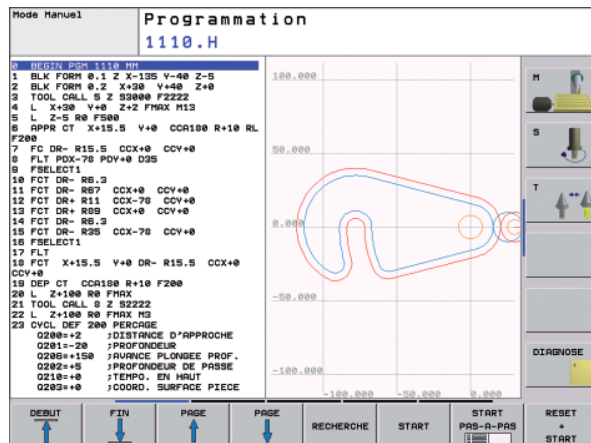 Mode Manuel
Programmation
1110.H
0 BEGIN PGM 1110 MM
1 BLK FORM 0.1 Z X-135 Y-40 Z-5
2 BLK FORM 0.2 X+30 Y+40 Z+0
3 TOOL CALL 5 Z S3000 F2222
4 L X+30 Y+0 Z+2 FMAX M13
5 L Z-5 R0 F500
6 APPR CT X+15.5 Y+0 CCA180 R+10 RL
F200
7 FC DR- R15.5 CCX+0 CCY+0
8 FLT PDX-78 PDY+0 D35
9 FSELECT1
10 FCT DR- R6.3
11 FCT DR- R67 CCX+0 CCY+0
12 FCT DR+ R11 CCX-78 CCY+0
13 FCT DR+ R89 CCX+0 CCY+0
14 FCT DR- R6.3
15 FCT DR- R35 CCX-78 CCY+0
16 FSELECT1
17 FLT
18 FCT X+15.5 Y+0 DR- R15.5 CCX+0
CCY+0
19 DEP CT CCA180 R+10 F200
20 L Z+100 R0 FMAX
21 TOOL CALL 8 Z S2222
22 L Z+100 R0 FMAX M3
23 CYCL DEF 200 PERCAGE
Q200=+2 ;DISTANCE D'APPROCHE
Q201=-20 ;PROFONDEUR
Q206=+150 ;AVANCE PLONGEE PROF.
Q202=+5 ;PROFONDEUR DE PASSE
Q210=+0 ;TEMPO. EN HAUT
Q203=+0 ;COORD. SURFACE PIECE
100.000
50.000
0.000
-50.000
-100.000
-100.000 -50.000 0.000
M
S
T
DIAGNOSE
DEBUT
FIN
PAGE
PAGE
RECHERCHE
START
START
PAS-A-PAS
RESET
+
START